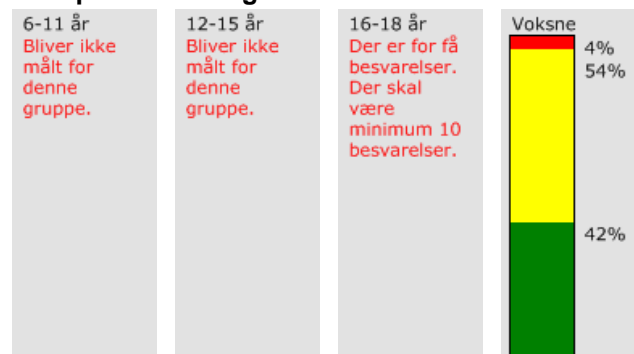 6-11 år
Bliver ikke
målt for
denne
gruppe.
12-15 år
Bliver ikke
målt for
denne
gruppe.
16-18 år
Der er for få
besvarelser.
Der skal
være
minimum 10
besvarelser.
Voksne
4%
54%
42%